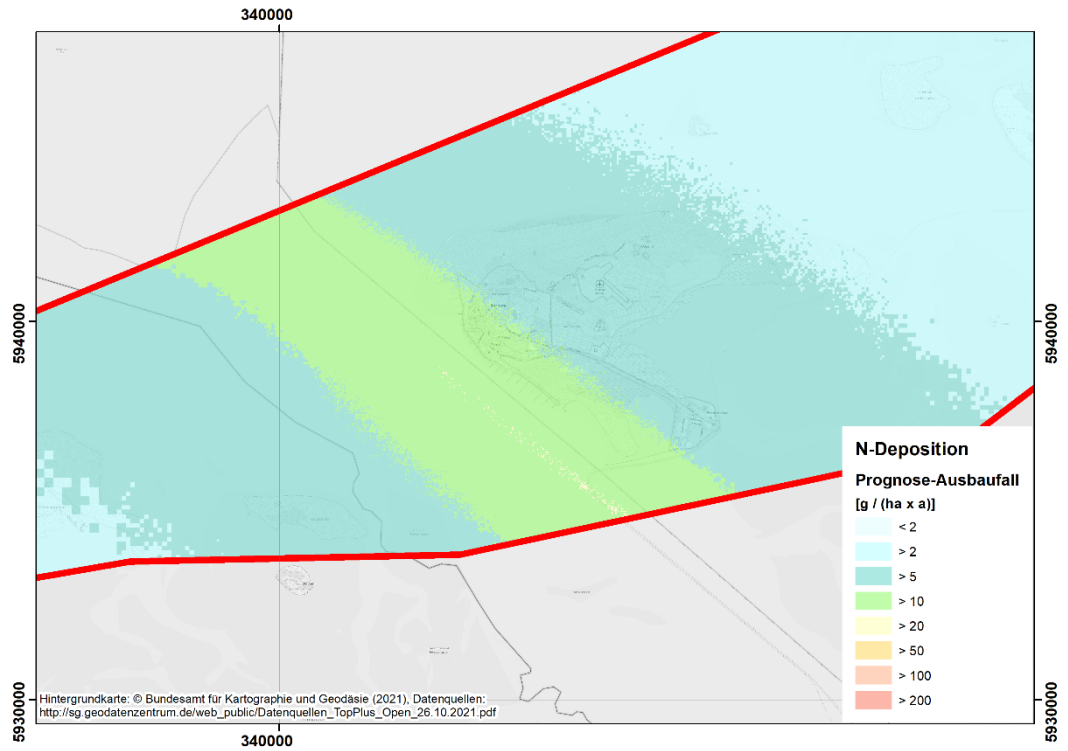 340000
5940000
5940000
N-Deposition
Prognose-Ausbaufall
[g / (ha x a)]
< 2
> 2
> 5
> 10
> 20
> 50
> 100
> 200
Hintergrundkarte: © Bundesamt für Kartographie und Geodäsie (2021), Datenquellen:
http://sg.geodatenzentrum.de/web_public/Datenquellen_TopPlus_Open_26.10.2021.pdf
5930000
5930000
340000